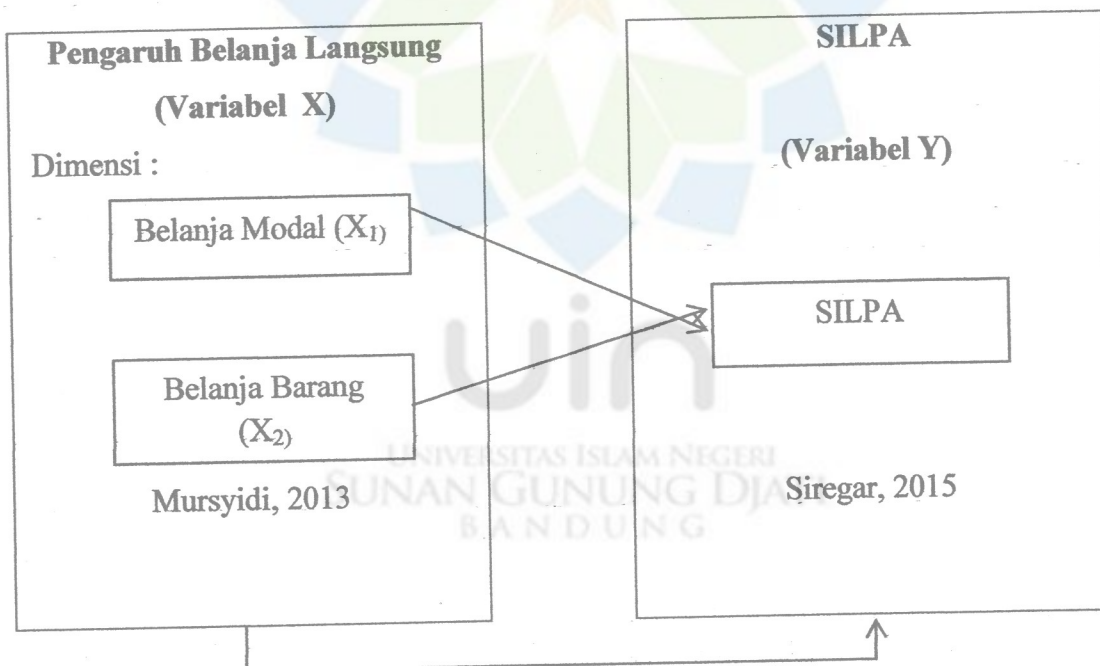 Pengaruh Belanja Langsung
(Variabel X)
Dimensi :
Belanja Modal (X₁₎
Belanja Barang
(X₂₎
Mursyidi, 2013
SILPA
(Variabel Y)
SILPA
Siregar, 2015
uin
UNIVERSITAS ISLAM NEGERI
SUNAN GUNUNG DJATI
BANDUNG